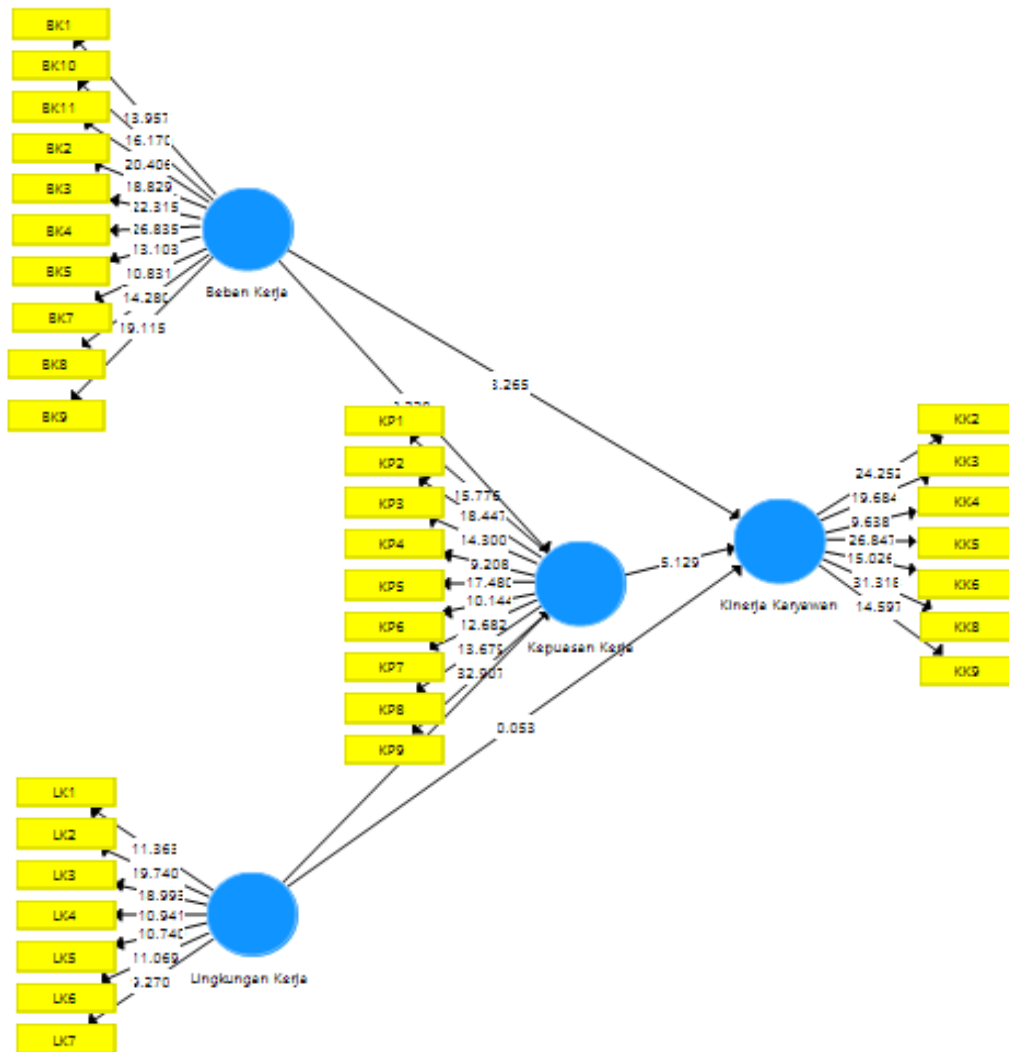 BK1
BK10
BK11
BK2
BK3
BK4
BK5
BK7
BK8
BK9
13.957
16.170
20.406
18.829
22.315
26.835
13.103
10.831
14.280
19.115
Beban Kerja
3.265
KP1
KP2
KP3
KP4
KP5
KP6
KP7
KP8
KP9
15.775
18.447
14.300
9.208
17.480
10.144
12.682
13.675
32.907
Kepuasan Kerja
5.129
Kinerja Karyawan
24.252
19.684
9.638
26.847
15.026
31.318
14.597
KK2
KK3
KK4
KK5
KK6
KK8
KK9
0.053
LK1
LK2
LK3
LK4
LK5
LK6
LK7
11.363
19.740
18.993
10.941
10.740
11.069
9.270
Lingkungan Kerja